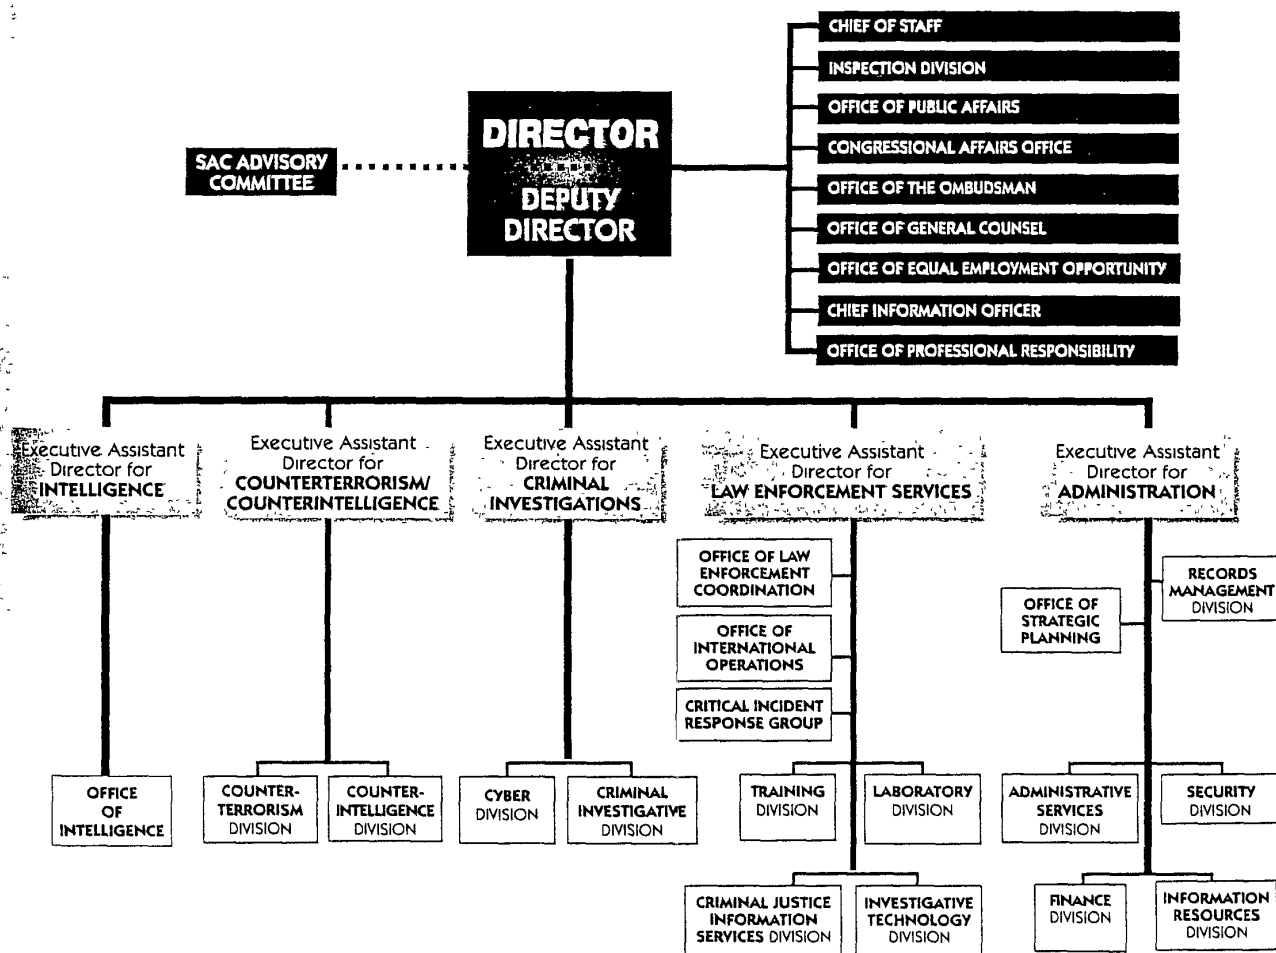 CHIEF OF STAFF
INSPECTION DIVISION
OFFICE OF PUBLIC AFFAIRS
CONGRESSIONAL AFFAIRS OFFICE
OFFICE OF THE OMBUDSMAN
OFFICE OF GENERAL COUNSEL
OFFICE OF EQUAL EMPLOYMENT OPPORTUNITY
CHIEF INFORMATION OFFICER
OFFICE OF PROFESSIONAL RESPONSIBILITY
DIRECTOR
DEPUTY
DIRECTOR
SAC ADVISORY
COMMITTEE
Executive Assistant
Director for
INTELLIGENCE
Executive Assistant
Director for
COUNTERTERRORISM/
COUNTERINTELLIGENCE
Executive Assistant
Director for
CRIMINAL
INVESTIGATIONS
Executive Assistant
Director for
LAW ENFORCEMENT SERVICES
Executive Assistant
Director for
ADMINISTRATION
OFFICE OF LAW
ENFORCEMENT
COORDINATION
OFFICE OF
INTERNATIONAL
OPERATIONS
CRITICAL INCIDENT
RESPONSE GROUP
RECORDS
MANAGEMENT
DIVISION
OFFICE OF
STRATEGIC
PLANNING
OFFICE
OF
INTELLIGENCE
COUNTER-
TERRORISM
DIVISION
COUNTER-
INTELLIGENCE
DIVISION
CYBER
DIVISION
CRIMINAL
INVESTIGATIVE
DIVISION
TRAINING
DIVISION
LABORATORY
DIVISION
ADMINISTRATIVE
SERVICES
DIVISION
SECURITY
DIVISION
CRIMINAL JUSTICE
INFORMATION
SERVICES DIVISION
INVESTIGATIVE
TECHNOLOGY
DIVISION
FINANCE
DIVISION
INFORMATION
RESOURCES
DIVISION